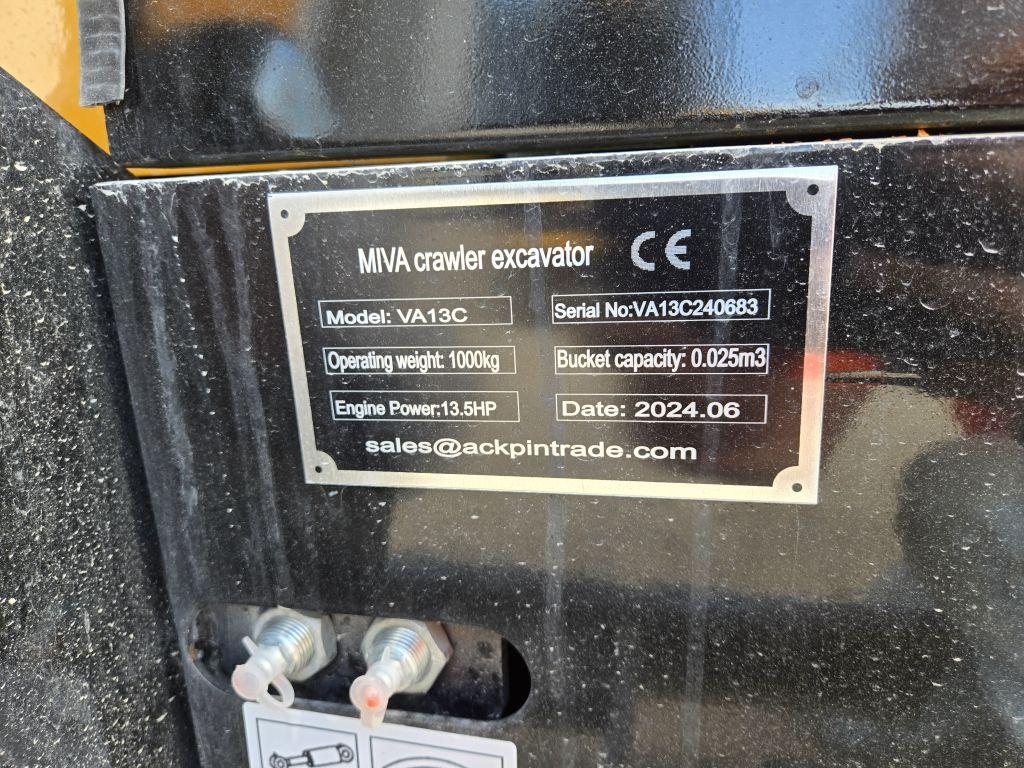 MIVA crawler excavator CE
Model: VA13C
Serial No:VA13C240683
Operating weight: 1000kg
Bucket capacity: 0.025m3
Engine Power:13.5HP
Date: 2024.06
sales@ackpintrade.com